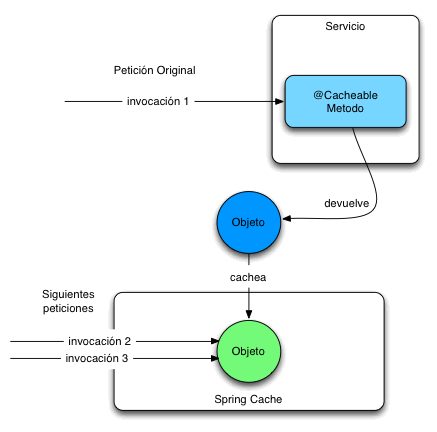 Servicio
Petición Original
@Cacheable
Metodo
invocación 1
devuelve
Objeto
cachea
Siguientes
peticiones
invocación 2
invocación 3
Objeto
Spring Cache